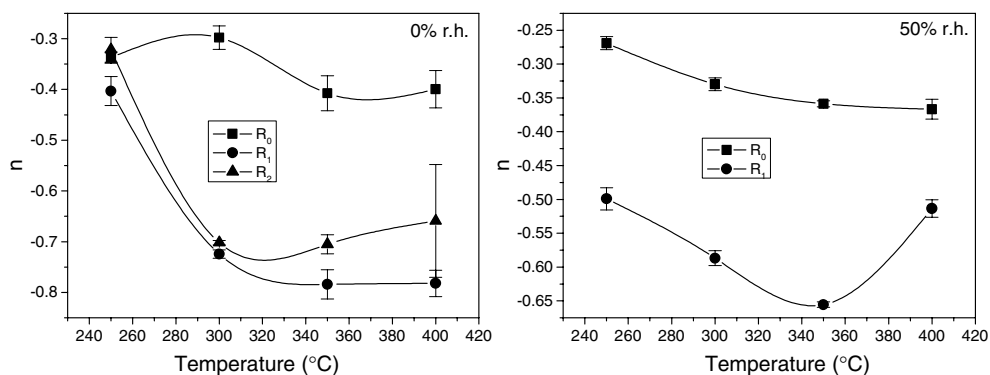 0% r.h.
-0.3
-0.4
-0.5
-0.6
-0.7
-0.8
n
R0
R1
R2
240 260 280 300 320 340 360 380 400 420
Temperature (°C)
50% r.h.
-0.25
-0.30
-0.35
-0.40
-0.45
-0.50
-0.55
-0.60
-0.65
n
R0
R1
240 260 280 300 320 340 360 380 400 420
Temperature (°C)